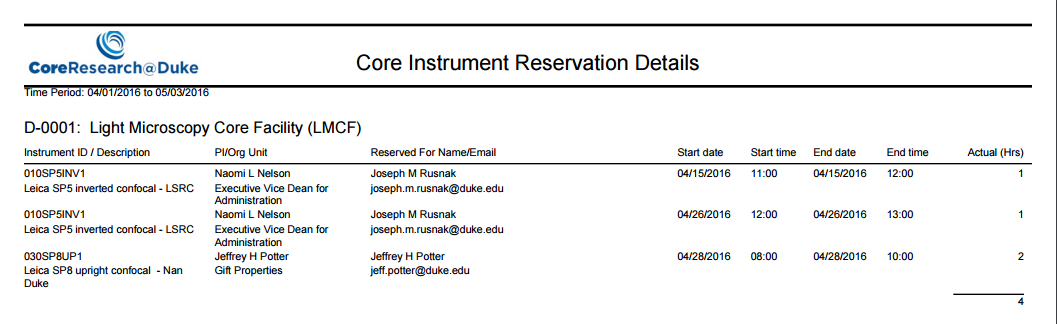 CoreResearch@Duke
Core Instrument Reservation Details
Time Period: 04/01/2016 to 05/03/2016
D-0001: Light Microscopy Core Facility (LMCF)
Instrument ID / Description PI/Org Unit Reserved For Name/Email Start date Start time End date End time Actual (Hrs)
010SP5INV1 Naomi L Nelson Joseph M Rusnak 04/15/2016 11:00 04/15/2016 12:00 1
Leica SP5 inverted confocal - LSRC Executive Vice Dean for joseph.m.rusnak@duke.edu
Administration
010SP5INV1 Naomi L Nelson Joseph M Rusnak 04/26/2016 12:00 04/26/2016 13:00 1
Leica SP5 inverted confocal - LSRC Executive Vice Dean for joseph.m.rusnak@duke.edu
Administration
030SP8UP1 Jeffrey H Potter Jeffrey H Potter 04/28/2016 08:00 04/28/2016 10:00 2
Leica SP8 upright confocal - Nan Gift Properties jeff.potter@duke.edu
Duke
4